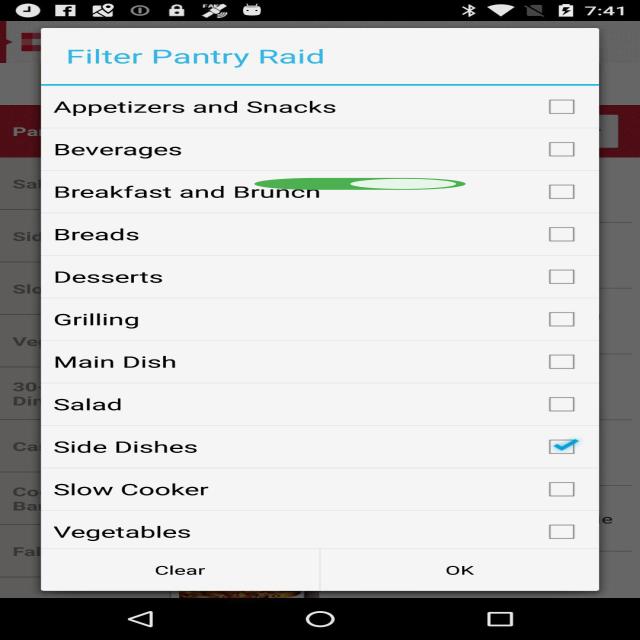 7:41
Filter Pantry Raid
Appetizers and Snacks
Beverages
Breakfast and Brunch
Breads
Desserts
Grilling
Main Dish
Salad
Side Dishes
Slow Cooker
Vegetables
Clear
OK